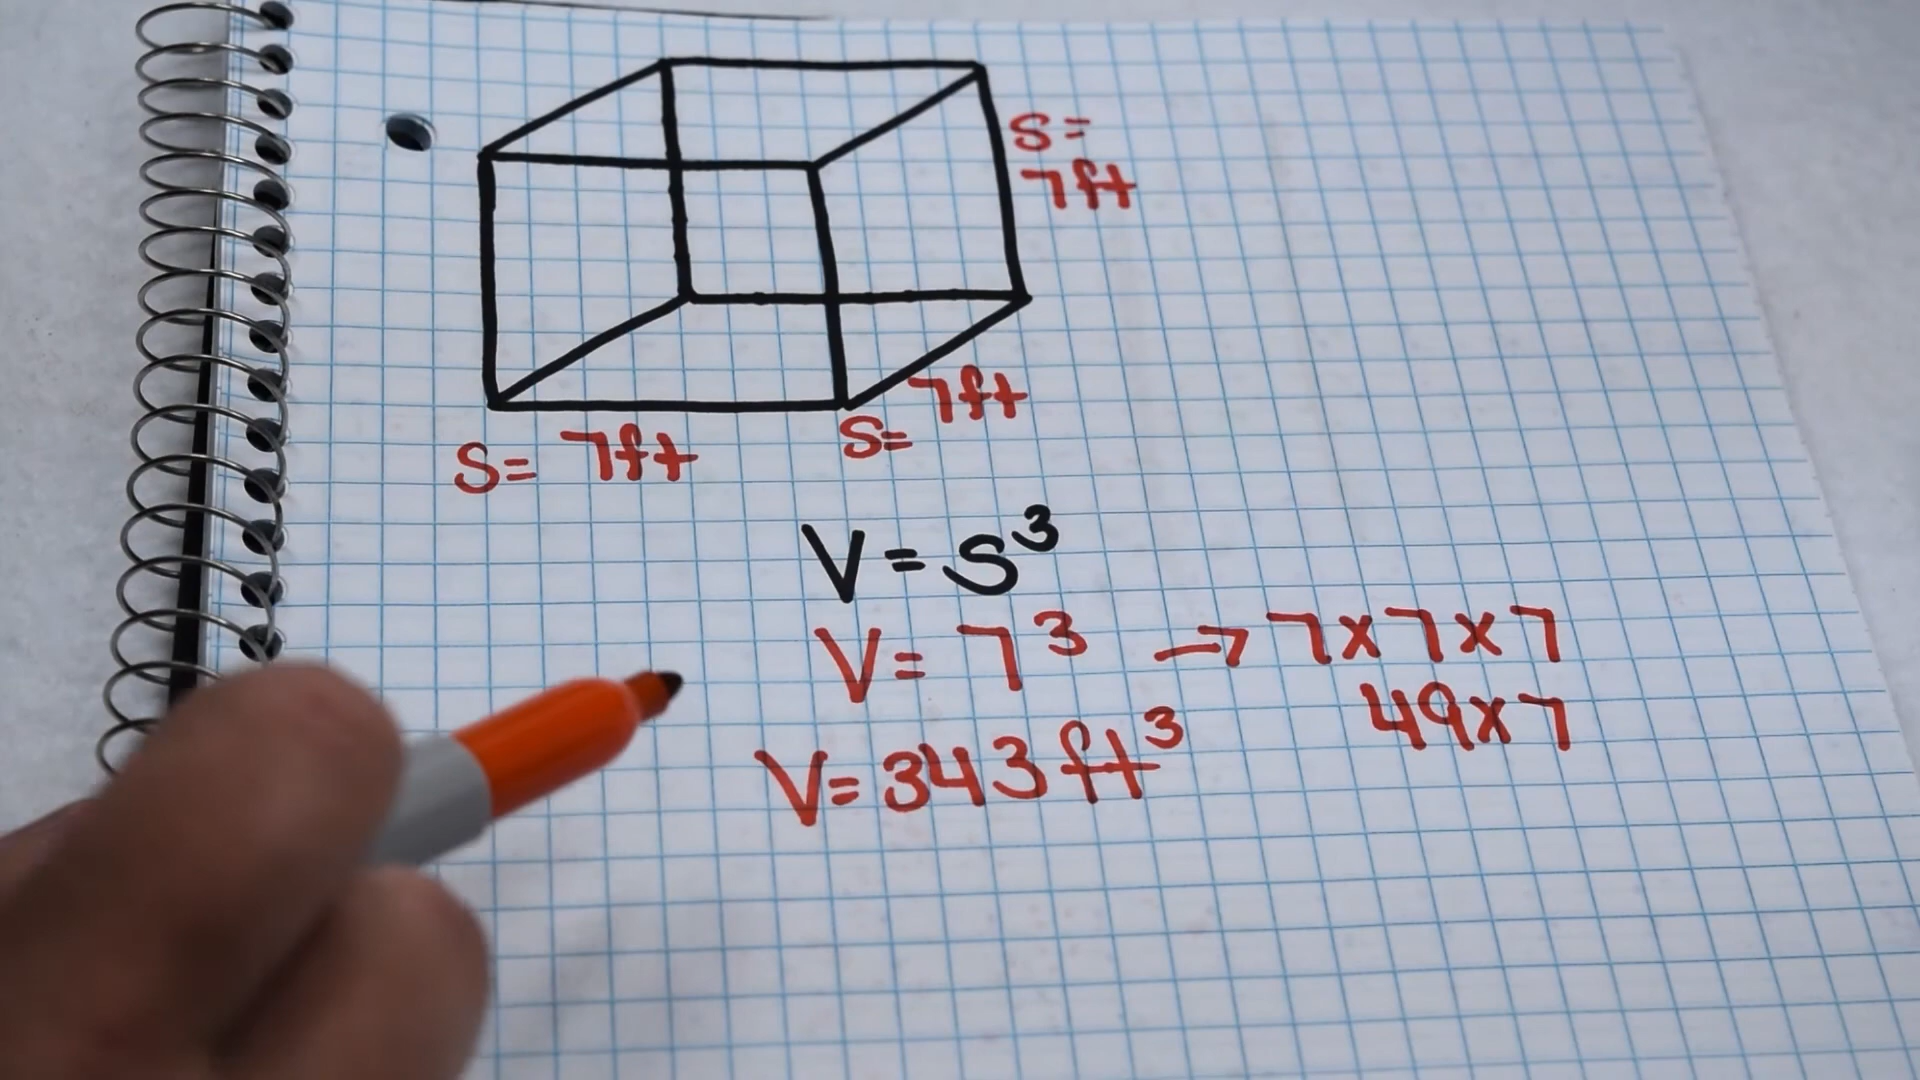 S=
7ft
S= 7ft
S= 7ft
V = S³
V = 7³ → 7x7x7
49x7
V= 343 ft³